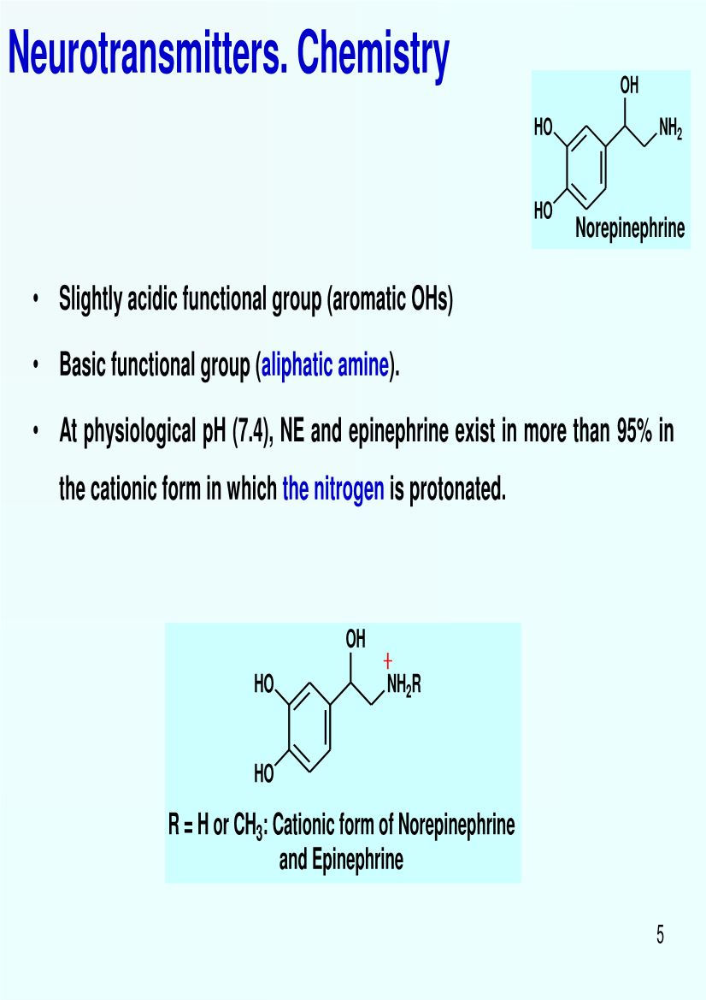 Neurotransmitters. Chemistry
OH
HO
NH2
HO
Norepinephrine
• Slightly acidic functional group (aromatic OHs)
• Basic functional group (aliphatic amine).
• At physiological pH (7.4), NE and epinephrine exist in more than 95% in
the cationic form in which the nitrogen is protonated.
OH
+
HO
NH2R
HO
R = H or CH3: Cationic form of Norepinephrine
and Epinephrine
5